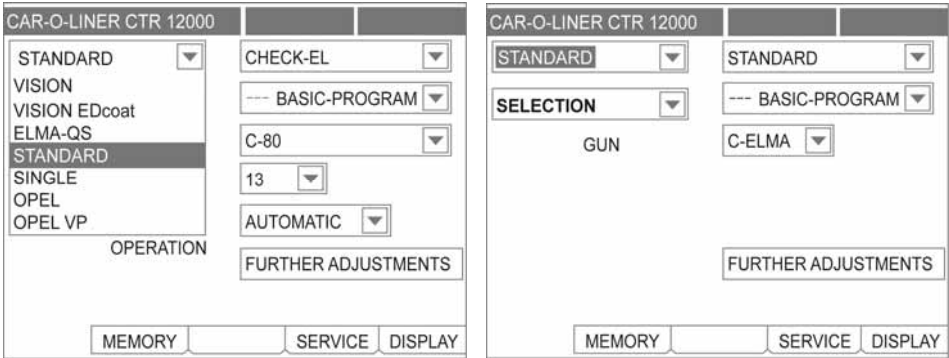 CAR-O-LINER CTR 12000
STANDARD
CHECK-EL
VISION
VISION EDcoat
--- BASIC-PROGRAM
ELMA-QS
STANDARD
C-80
SINGLE
13
OPEL
OPEL VP
AUTOMATIC
OPERATION
FURTHER ADJUSTMENTS
MEMORY
SERVICE
DISPLAY
CAR-O-LINER CTR 12000
STANDARD
STANDARD
SELECTION
--- BASIC-PROGRAM
GUN
C-ELMA
FURTHER ADJUSTMENTS
MEMORY
SERVICE
DISPLAY